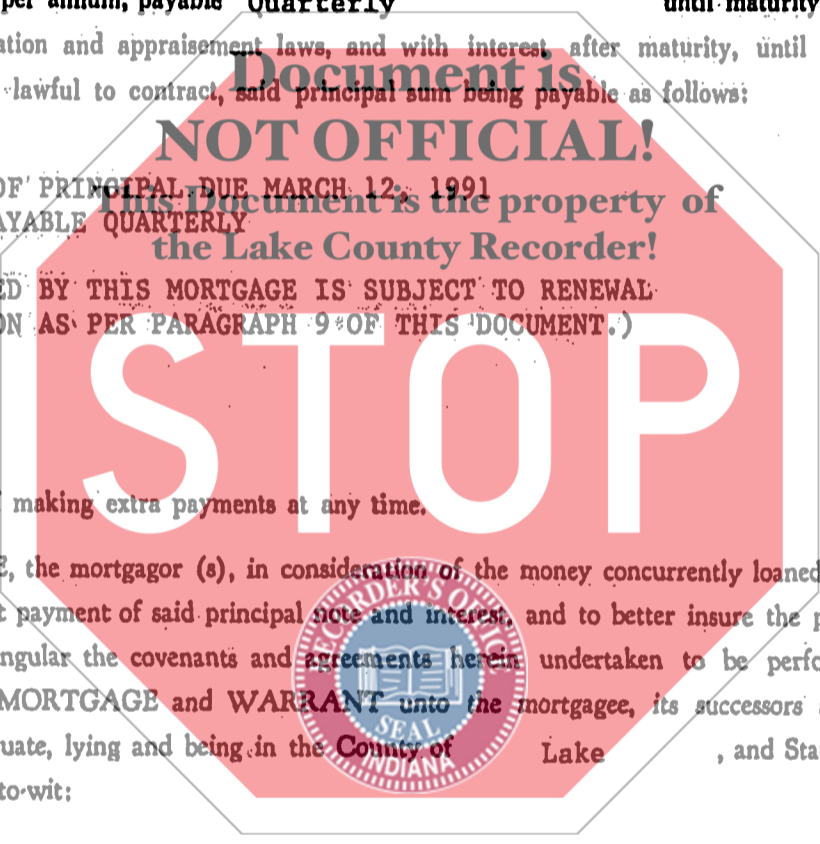 per annum, payable Quarterly until maturity
ation and appraisement laws, and with interest after maturity, until
lawful to contract, said principal sum being payable as follows:
Document is
NOT OFFICIAL!
This Document is the property of
the Lake County Recorder!
OF PRINCIPAL DUE MARCH 12, 1991
AYABLE QUARTERLY
ED BY THIS MORTGAGE IS SUBJECT TO RENEWAL
ON AS PER PARAGRAPH 9 OF THIS DOCUMENT.)
STOP
making extra payments at any time.
E, the mortgagor (s), in consideration of the money concurrently loaned
t payment of said principal note and interest, and to better insure the p
ngular the covenants and agreements herein undertaken to be perfo
MORTGAGE and WARRANT unto the mortgagee, its successors
uate, lying and being in the County of Lake , and Sta
to-wit:
RECORDER'S OFFIC
SEAL
INDIANA